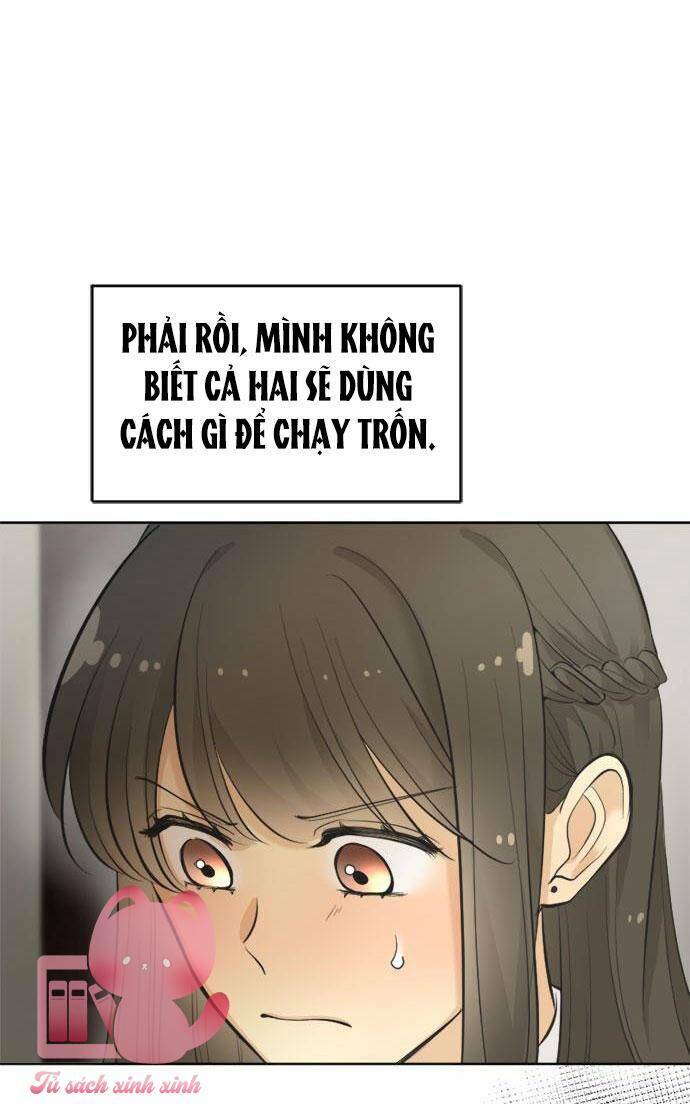 PHẢI RỒI, MÌNH KHÔNG
BIẾT CẢ HAI SẼ DÙNG
CÁCH GÌ ĐỂ CHẠY TRỐN.
Tủ sách xinh xinh